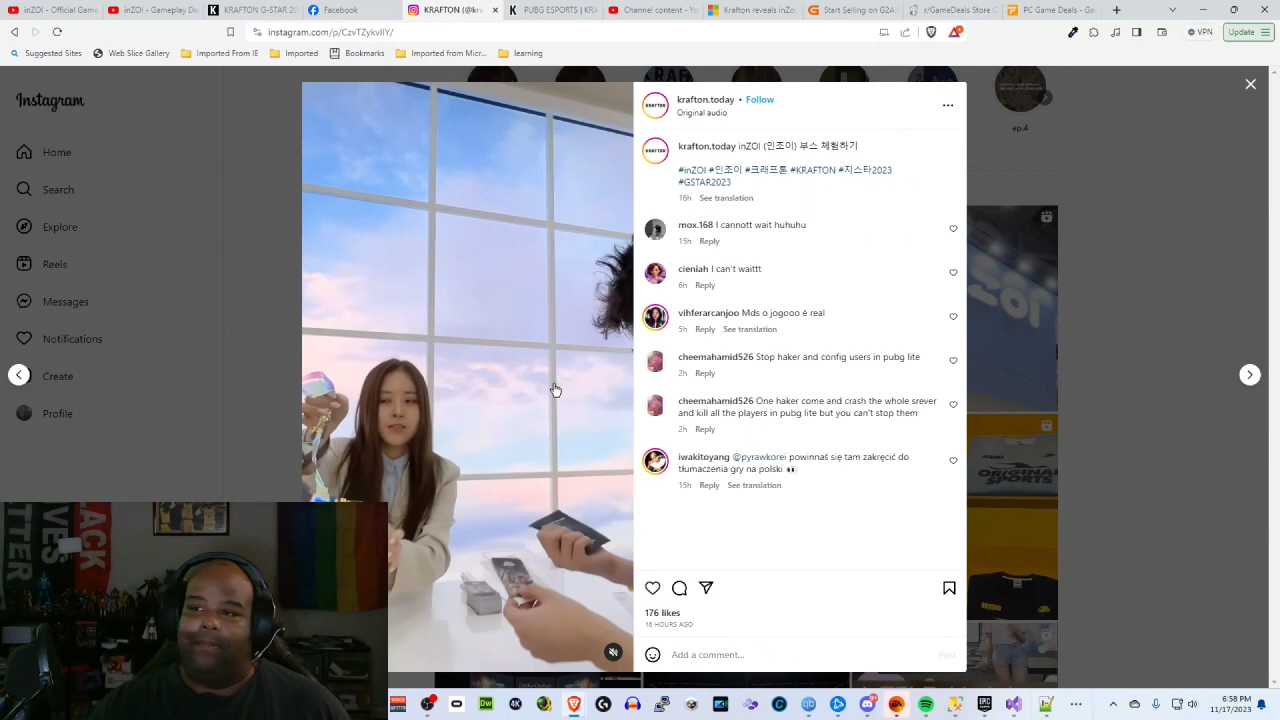 inZOI - Official
inZOI - Gameplay De
KRAFTON G-STAR 20
Facebook
KRAFTON (@kra
PUBG ESPORTS | KRA
Channel content - Yo
Krafton reveals inZO
Start Selling on G2A
r/GameDeals
PC Game Deals - Gar
instagram.com/p/CzvTZykvIlY/
VPN
Update
Suggested Sites
Web Slice Gallery
Imported From IE
Imported
Imported from Micr...
learning
Instagram
Home
Search
Explore
Reels
Messages
Notifications
Create
Profile
krafton.today • Follow
Original audio
krafton.today inZOI (인조이) 부스 체험하기
#inZOI #인조이 #크래프톤 #KRAFTON #지스타2023
#GSTAR2023
16h See translation
mox.168 I cannott wait huhuhu
15h Reply
cieniah I can't waittt
6h Reply
vihferarcanjoo Mds o jogooo é real
5h Reply See translation
cheemahamid526 Stop haker and config users in pubg lite
2h Reply
cheemahamid526 One haker come and crash the whole srever
and kill all the players in pubg lite but you can't stop them
2h Reply
iwakitoyang @pyrawkorei powinnaś się tam zakręcić do
tłumaczenia gry na polski 👀
15h Reply See translation
176 likes
16 HOURS AGO
Add a comment...
Post
ep.4
ORIGINAL
SPORTS
6:58 PM
11/17/2023